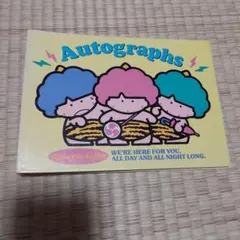 Autographs
WE'RE HERE FOR YOU.
ALL DAY AND ALL NIGHT LONG.